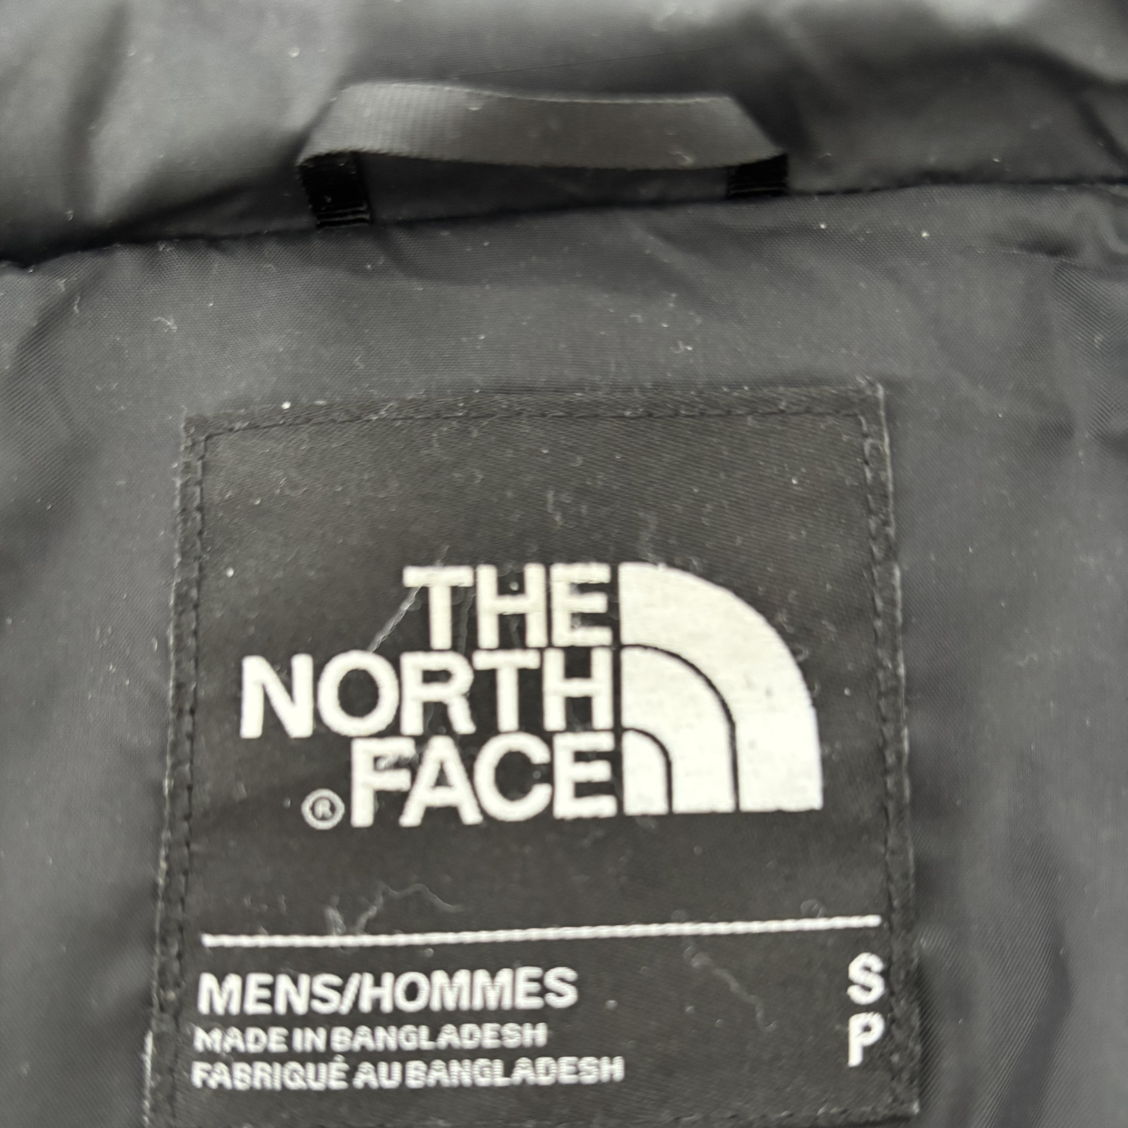 THE
NORTH
®FACE
MENS/HOMMES S
MADE IN BANGLADESH P
FABRIQUÉ AU BANGLADESH